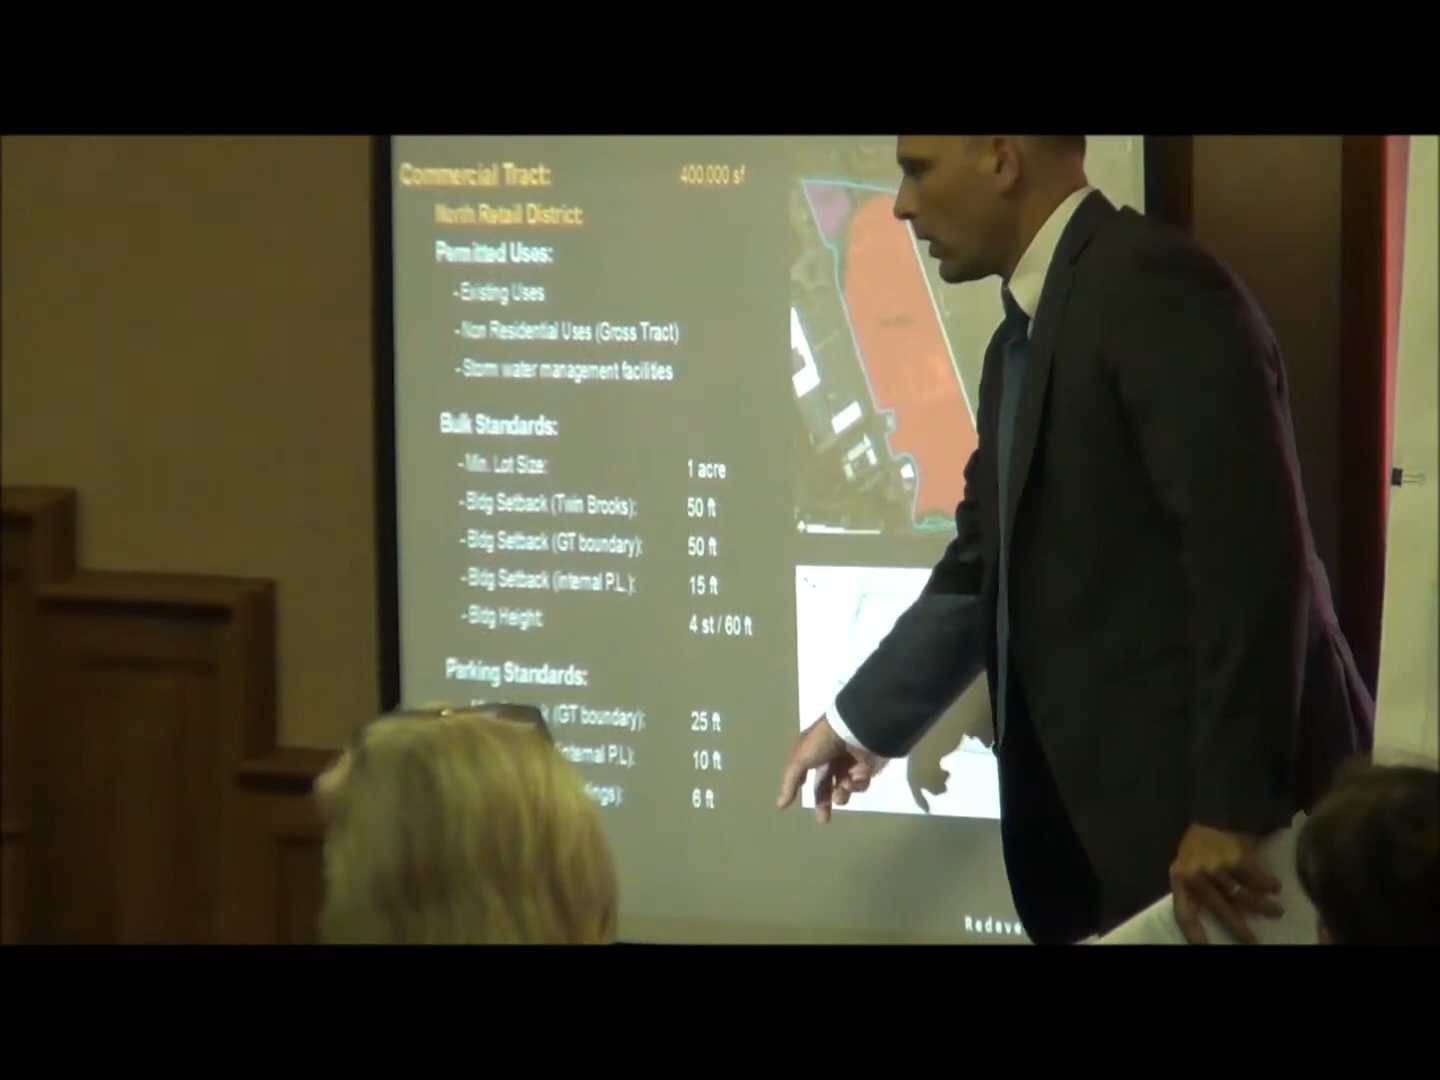 Commercial Tract: 400,000 sf
North Retail District:
Permitted Uses:
- Existing Uses
- Non Residential Uses (Gross Tract)
- Storm water management facilities
Bulk Standards:
- Min. Lot Size: 1 acre
- Bldg Setback (Twin Brooks): 50 ft
- Bldg Setback (GT boundary): 50 ft
- Bldg Setback (internal P.L.): 15 ft
- Bldg Height: 4 st / 60 ft
Parking Standards:
(GT boundary): 25 ft
P.L.): 10 ft
6 ft